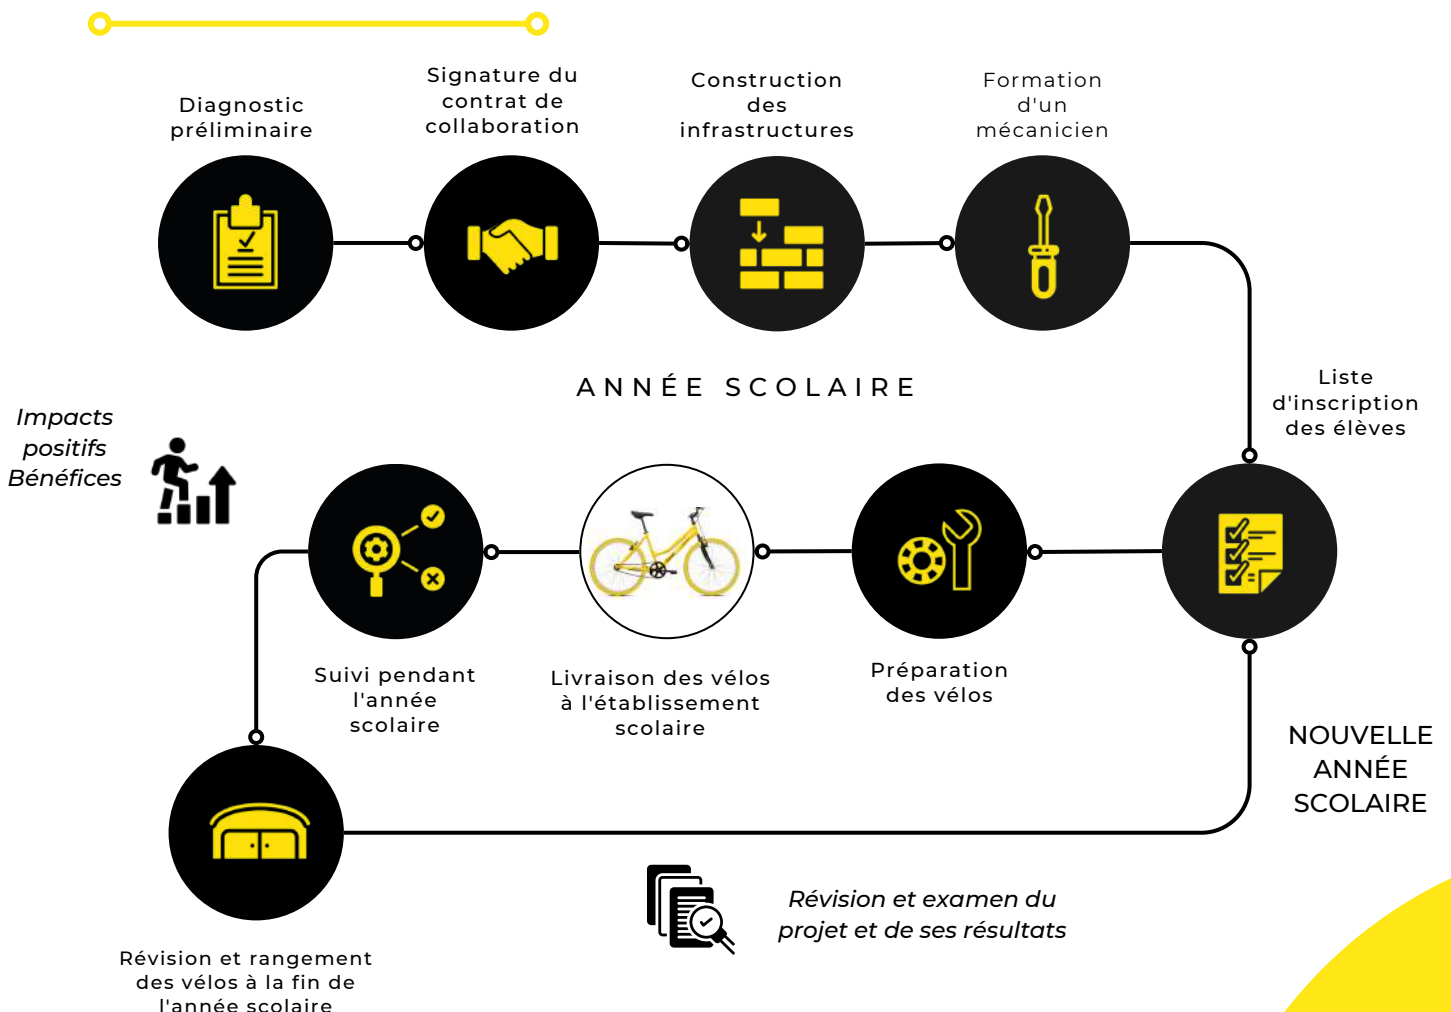 Diagnostic
préliminaire
Signature du
contrat de
collaboration
Construction
des
infrastructures
Formation
d'un
mécanicien
ANNÉE SCOLAIRE
Liste
d'inscription
des élèves
Impacts
positifs
Bénéfices
Suivi pendant
l'année
scolaire
Livraison des vélos
à l'établissement
scolaire
Préparation
des vélos
NOUVELLE
ANNÉE
SCOLAIRE
Révision et examen du
projet et de ses résultats
Révision et rangement
des vélos à la fin de
l'année scolaire